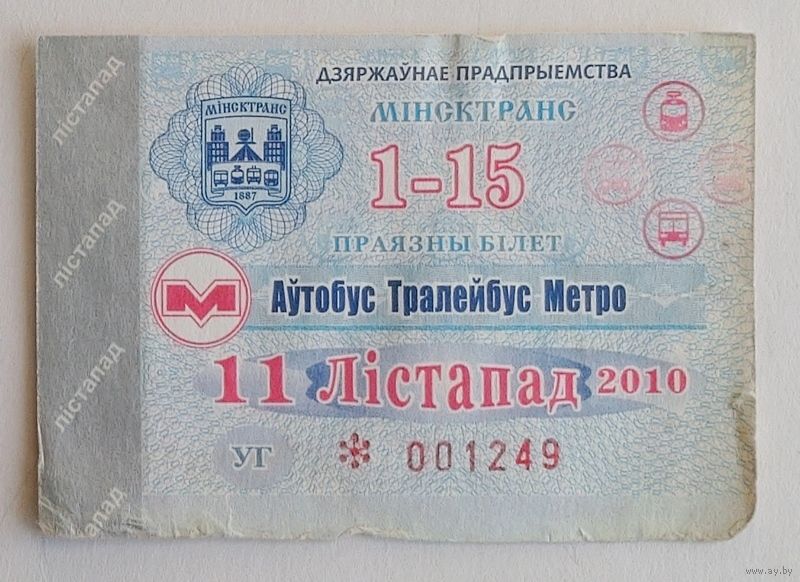 ДЗЯРЖАЎНАЕ ПРАДПРЫЕМСТВА
МІНСКТРАНС
МІНСКТРАНС
1887
1-15
ПРАЯЗНЫ БІЛЕТ
М
Аўтобус Тралейбус Метро
11 Лістапад 2010
УГ * 001249
лістапад
лістапад
лістапад
лістапад
www.ay.by